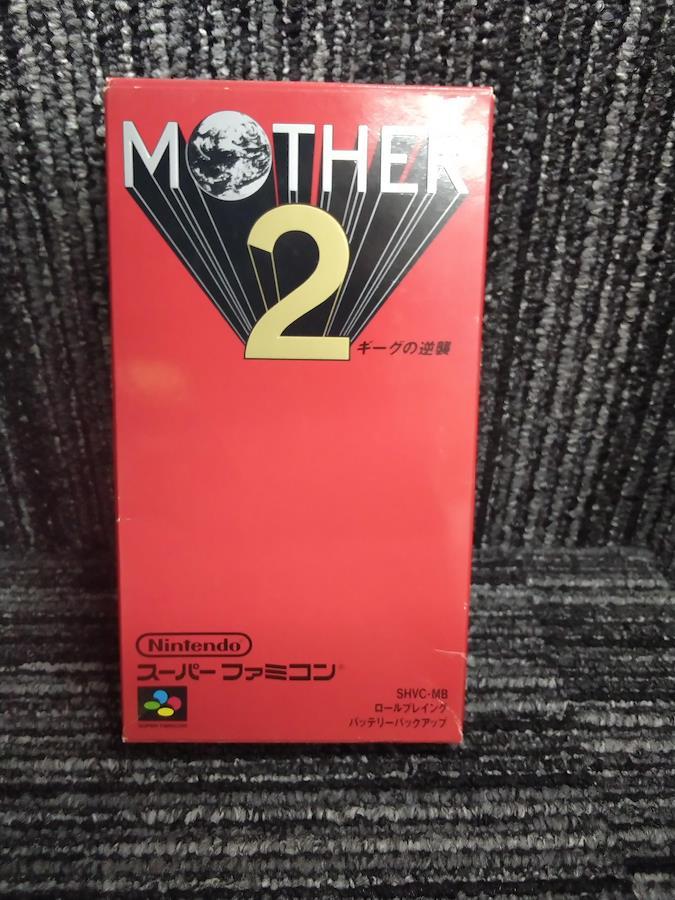 MOTHER
2
ギーグの逆襲
Nintendo
スーパーファミコン®
SUPER FAMICOM
SHVC-MB
ロールプレイング
バッテリーバックアップ